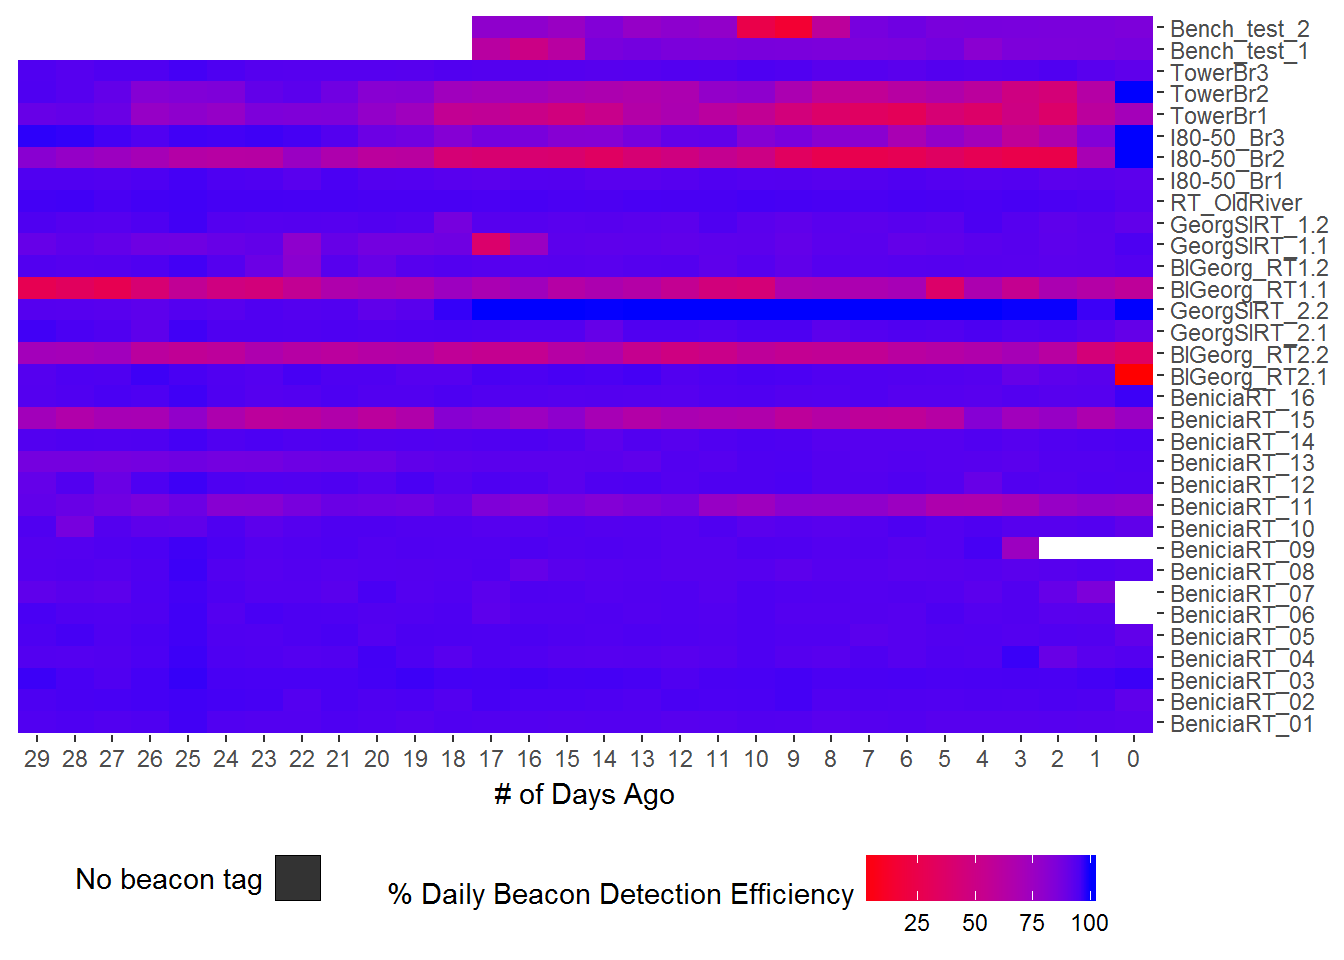 Bench_test_2
Bench_test_1
TowerBr3
TowerBr2
TowerBr1
I80-50_Br3
I80-50_Br2
I80-50_Br1
RT_OldRiver
GeorgSlRT_1.2
GeorgSlRT_1.1
BlGeorg_RT1.2
BlGeorg_RT1.1
GeorgSlRT_2.2
GeorgSlRT_2.1
BlGeorg_RT2.2
BlGeorg_RT2.1
BeniciaRT_16
BeniciaRT_15
BeniciaRT_14
BeniciaRT_13
BeniciaRT_12
BeniciaRT_11
BeniciaRT_10
BeniciaRT_09
BeniciaRT_08
BeniciaRT_07
BeniciaRT_06
BeniciaRT_05
BeniciaRT_04
BeniciaRT_03
BeniciaRT_02
BeniciaRT_01
29 28 27 26 25 24 23 22 21 20 19 18 17 16 15 14 13 12 11 10 9 8 7 6 5 4 3 2 1 0
# of Days Ago
No beacon tag
% Daily Beacon Detection Efficiency
25 50 75 100